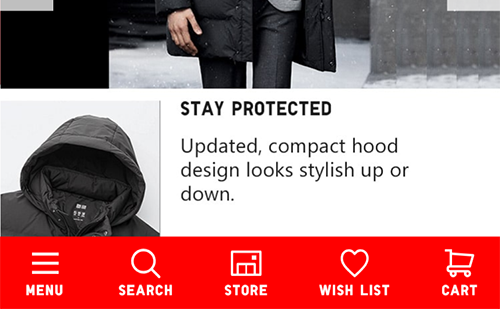 STAY PROTECTED
Updated, compact hood
design looks stylish up or
down.
MENU SEARCH STORE WISH LIST CART